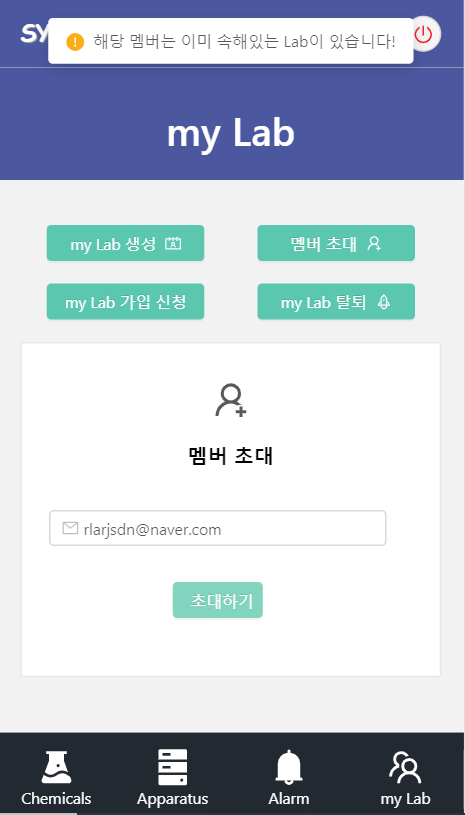 sy
해당 멤버는 이미 속해있는 Lab이 있습니다!
my Lab
my Lab 생성
멤버 초대
my Lab 가입 신청
my Lab 탈퇴
멤버 초대
rlarjsdn@naver.com
초대하기
Chemicals
Apparatus
Alarm
my Lab